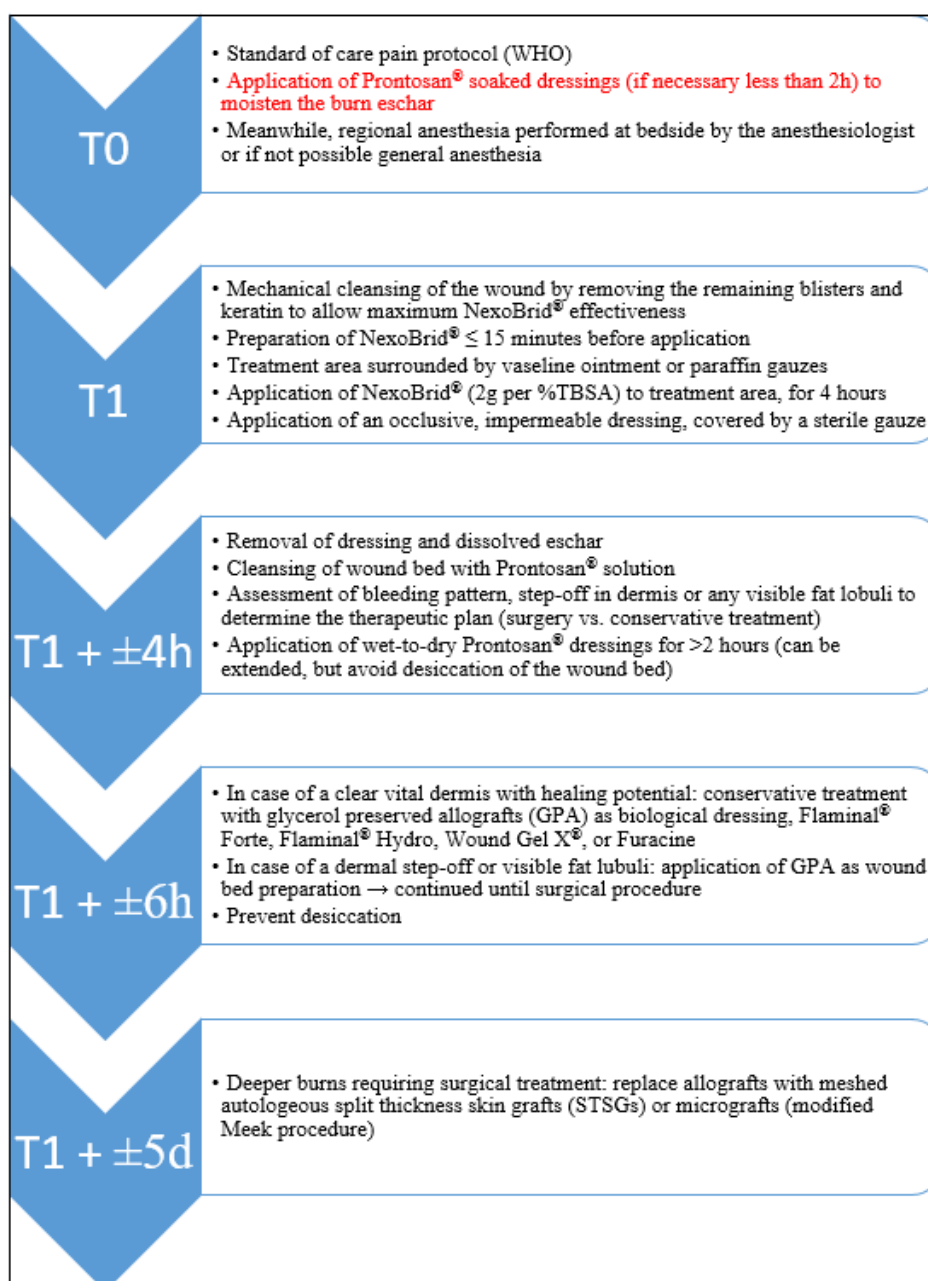 T0
• Standard of care pain protocol (WHO)
• Application of Prontosan® soaked dressings (if necessary less than 2h) to
moisten the burn eschar
• Meanwhile, regional anesthesia performed at bedside by the anesthesiologist
or if not possible general anesthesia
T1
• Mechanical cleansing of the wound by removing the remaining blisters and
keratin to allow maximum NexoBrid® effectiveness
• Preparation of NexoBrid® ≤ 15 minutes before application
• Treatment area surrounded by vaseline ointment or paraffin gauzes
• Application of NexoBrid® (2g per %TBSA) to treatment area, for 4 hours
• Application of an occlusive, impermeable dressing, covered by a sterile gauze
T1 + ±4h
• Removal of dressing and dissolved eschar
• Cleansing of wound bed with Prontosan® solution
• Assessment of bleeding pattern, step-off in dermis or any visible fat lobuli to
determine the therapeutic plan (surgery vs. conservative treatment)
• Application of wet-to-dry Prontosan® dressings for >2 hours (can be
extended, but avoid desiccation of the wound bed)
T1 + ±6h
• In case of a clear vital dermis with healing potential: conservative treatment
with glycerol preserved allografts (GPA) as biological dressing, Flaminal®
Forte, Flaminal® Hydro, Wound Gel X®, or Furacine
• In case of a dermal step-off or visible fat lubuli: application of GPA as wound
bed preparation → continued until surgical procedure
• Prevent desiccation
T1 + ±5d
• Deeper burns requiring surgical treatment: replace allografts with meshed
autologeous split thickness skin grafts (STSGs) or micrografts (modified
Meek procedure)